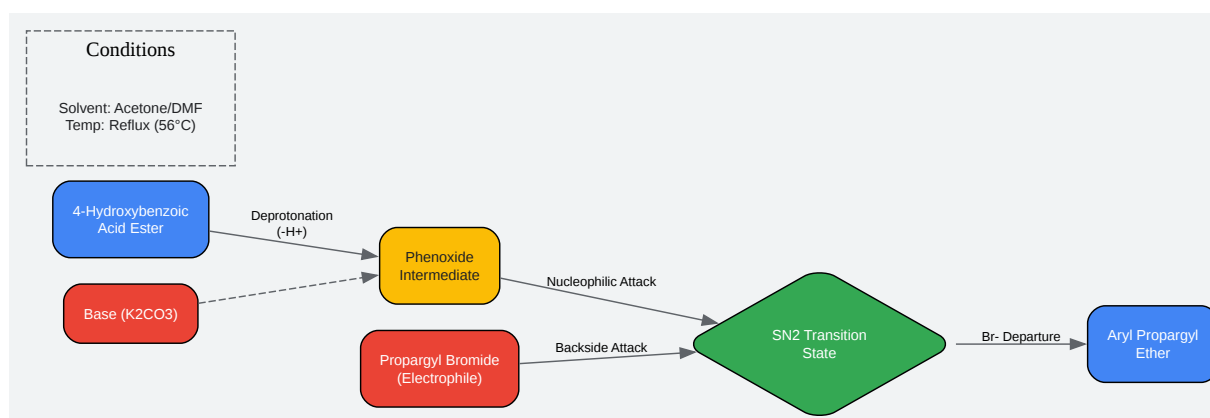 Conditions
Solvent: Acetone/DMF
Temp: Reflux (56°C)
4-Hydroxybenzoic
Acid Ester
Deprotonation
(-H+)
Base (K2CO3)
Phenoxide
Intermediate
Nucleophilic Attack
Propargyl Bromide
(Electrophile)
Backside Attack
SN2 Transition
State
Br- Departure
Aryl Propargyl
Ether